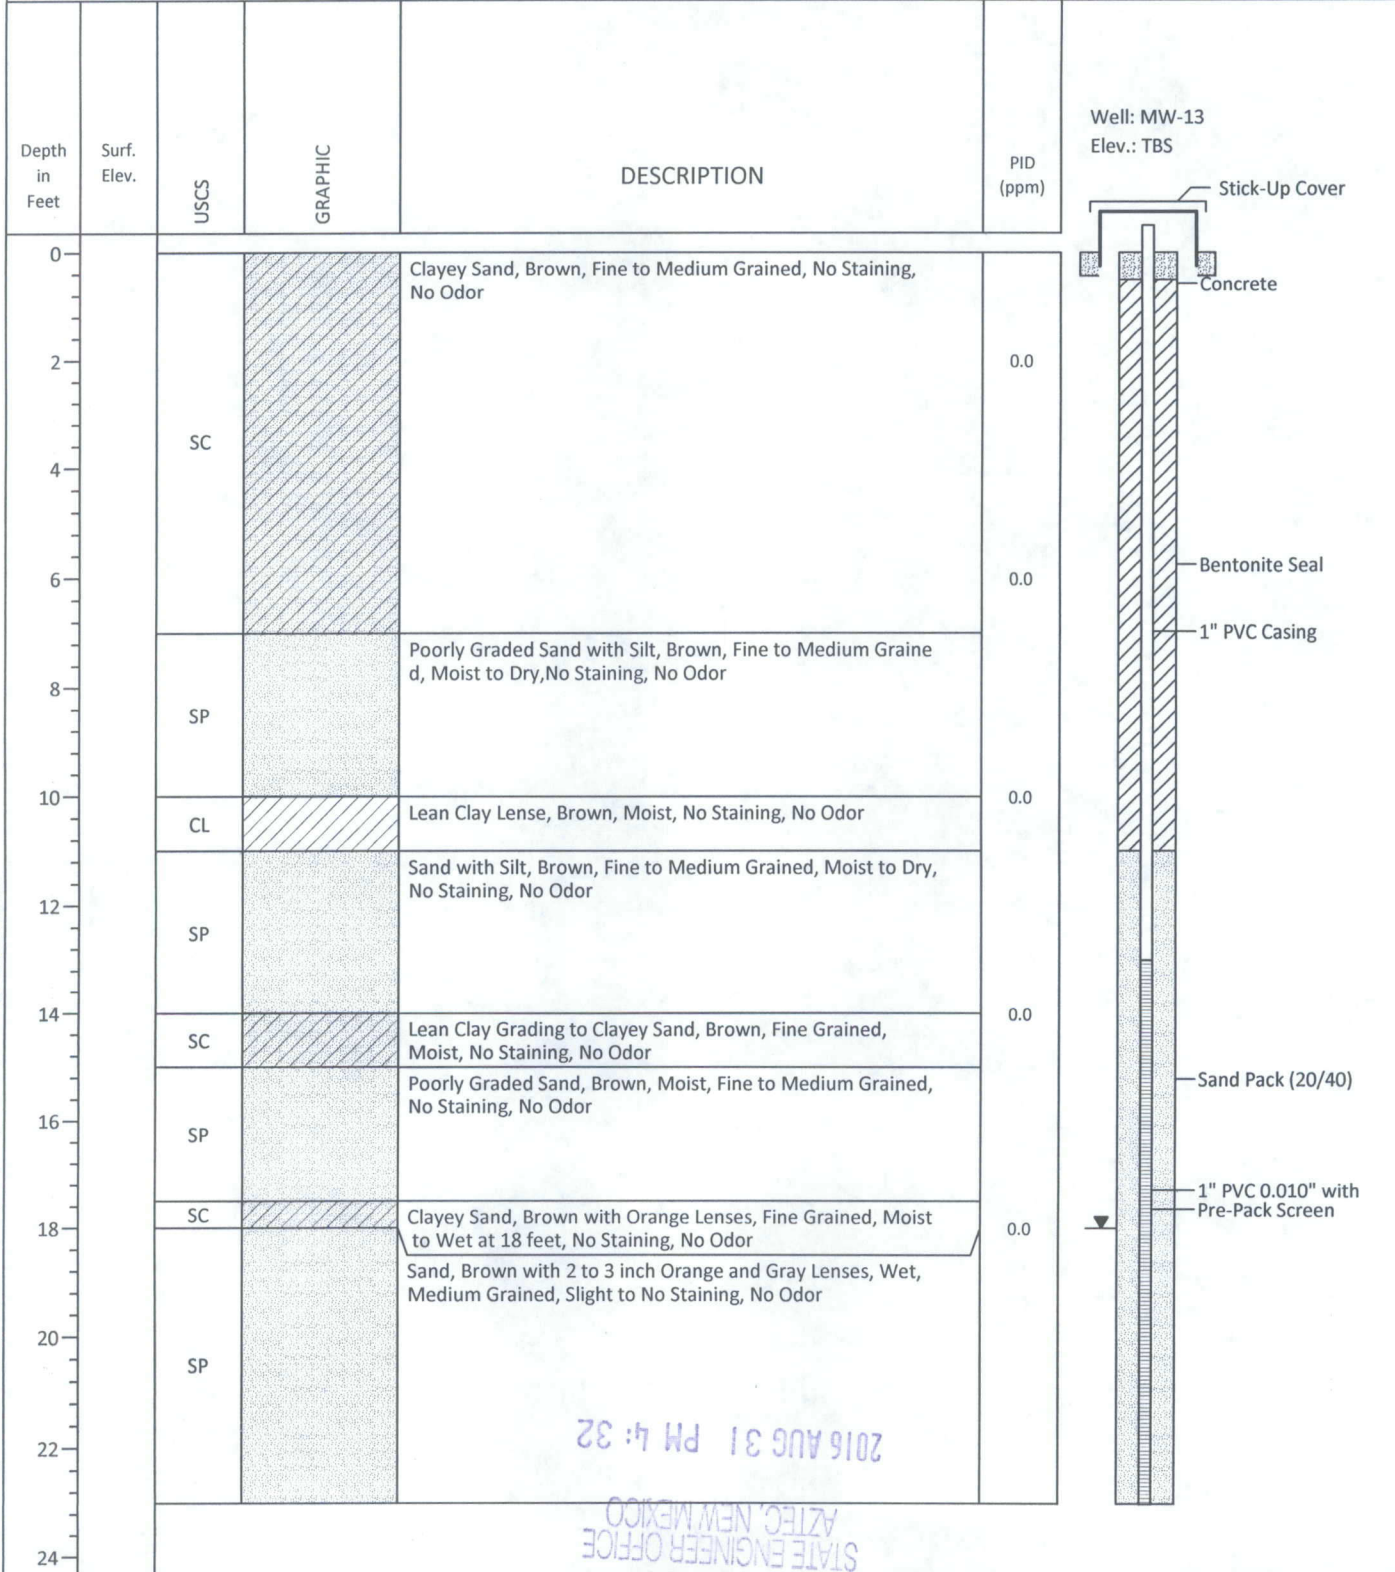 Well: MW-13
Elev.: TBS
Depth
in
Feet
Surf.
Elev.
USCS
GRAPHIC
DESCRIPTION
PID
(ppm)
Stick-Up Cover
0
Clayey Sand, Brown, Fine to Medium Grained, No Staining,
No Odor
Concrete
2
0.0
SC
4
Bentonite Seal
6
0.0
1" PVC Casing
Poorly Graded Sand with Silt, Brown, Fine to Medium Graine
d, Moist to Dry,No Staining, No Odor
8
SP
10
0.0
CL
Lean Clay Lense, Brown, Moist, No Staining, No Odor
Sand with Silt, Brown, Fine to Medium Grained, Moist to Dry,
No Staining, No Odor
12
SP
14
0.0
SC
Lean Clay Grading to Clayey Sand, Brown, Fine Grained,
Moist, No Staining, No Odor
Poorly Graded Sand, Brown, Moist, Fine to Medium Grained,
No Staining, No Odor
Sand Pack (20/40)
16
SP
1" PVC 0.010" with
Pre-Pack Screen
SC
Clayey Sand, Brown with Orange Lenses, Fine Grained, Moist
to Wet at 18 feet, No Staining, No Odor
18
0.0
Sand, Brown with 2 to 3 inch Orange and Gray Lenses, Wet,
Medium Grained, Slight to No Staining, No Odor
20
SP
22
24
STATE ENGINEER OFFICE
AZTEC, NEW MEXICO
2016 AUG 31 PM 4:32